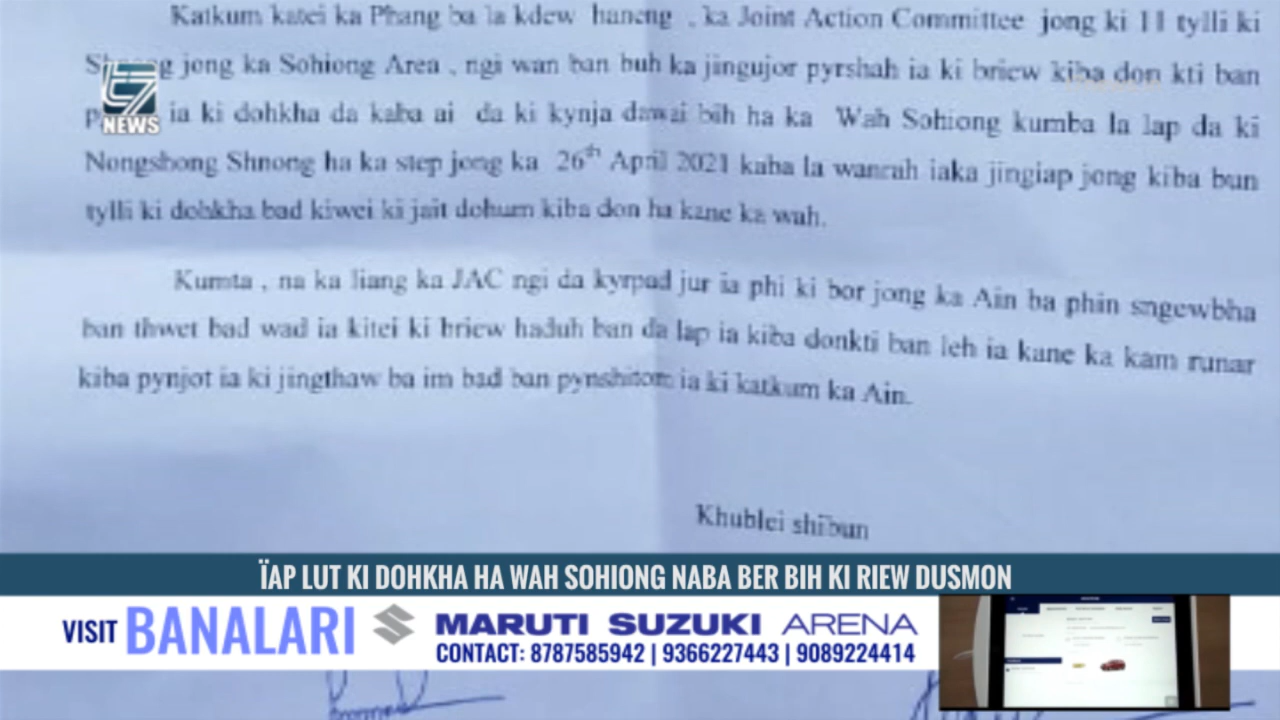 Katkum katei ka Phang ba la kdew haneng , ka Joint Action Committee jong ki 11 tylli ki
jong ka Sohiong Area , ngi wan ban buh ka jingujor pyrshah ia ki briew kiba don kti ban
ia ki dohkha da kaba ai da ki kynja dawai bih ha ka Wah Sohiong kumba la lap da ki
Nongshong Shnong ha ka step jong ka 26th April 2021 kaba la wanrah iaka jingiap jong kiba bun
tylli ki dohkha bad kiwei ki jait dohum kiba don ha kane ka wah.
Kumta , na ka liang ka JAC ngi da kyrpad jur ia phi ki bor jong ka Ain ba phin sngewbha
ban thwet bad wad ia kitei ki briew haduh ban da lap ia kiba donkti ban leh ia kane ka kam runar
kiba pynjot ia ki jingthaw ba im bad ban pynshitom ia ki katkum ka Ain.
Khublei shibun
T7 NEWS
ÏAP LUT KI DOHKHA HA WAH SOHIONG NABA BER BIH KI RIEW DUSMON
VISIT BANALARI MARUTI SUZUKI ARENA
CONTACT: 8787585942 | 9366227443 | 9089224414